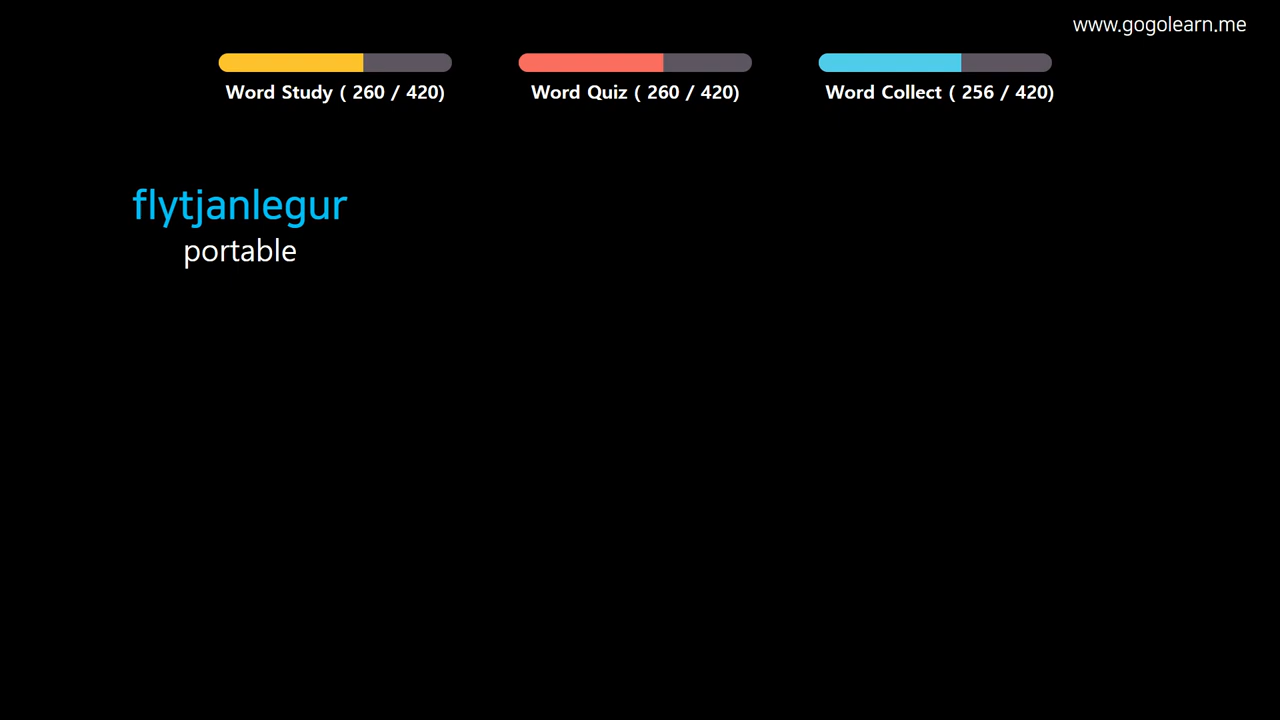 www.gogolearn.me
Word Study ( 260 / 420)
Word Quiz ( 260 / 420)
Word Collect ( 256 / 420)
flytjanlegur
portable